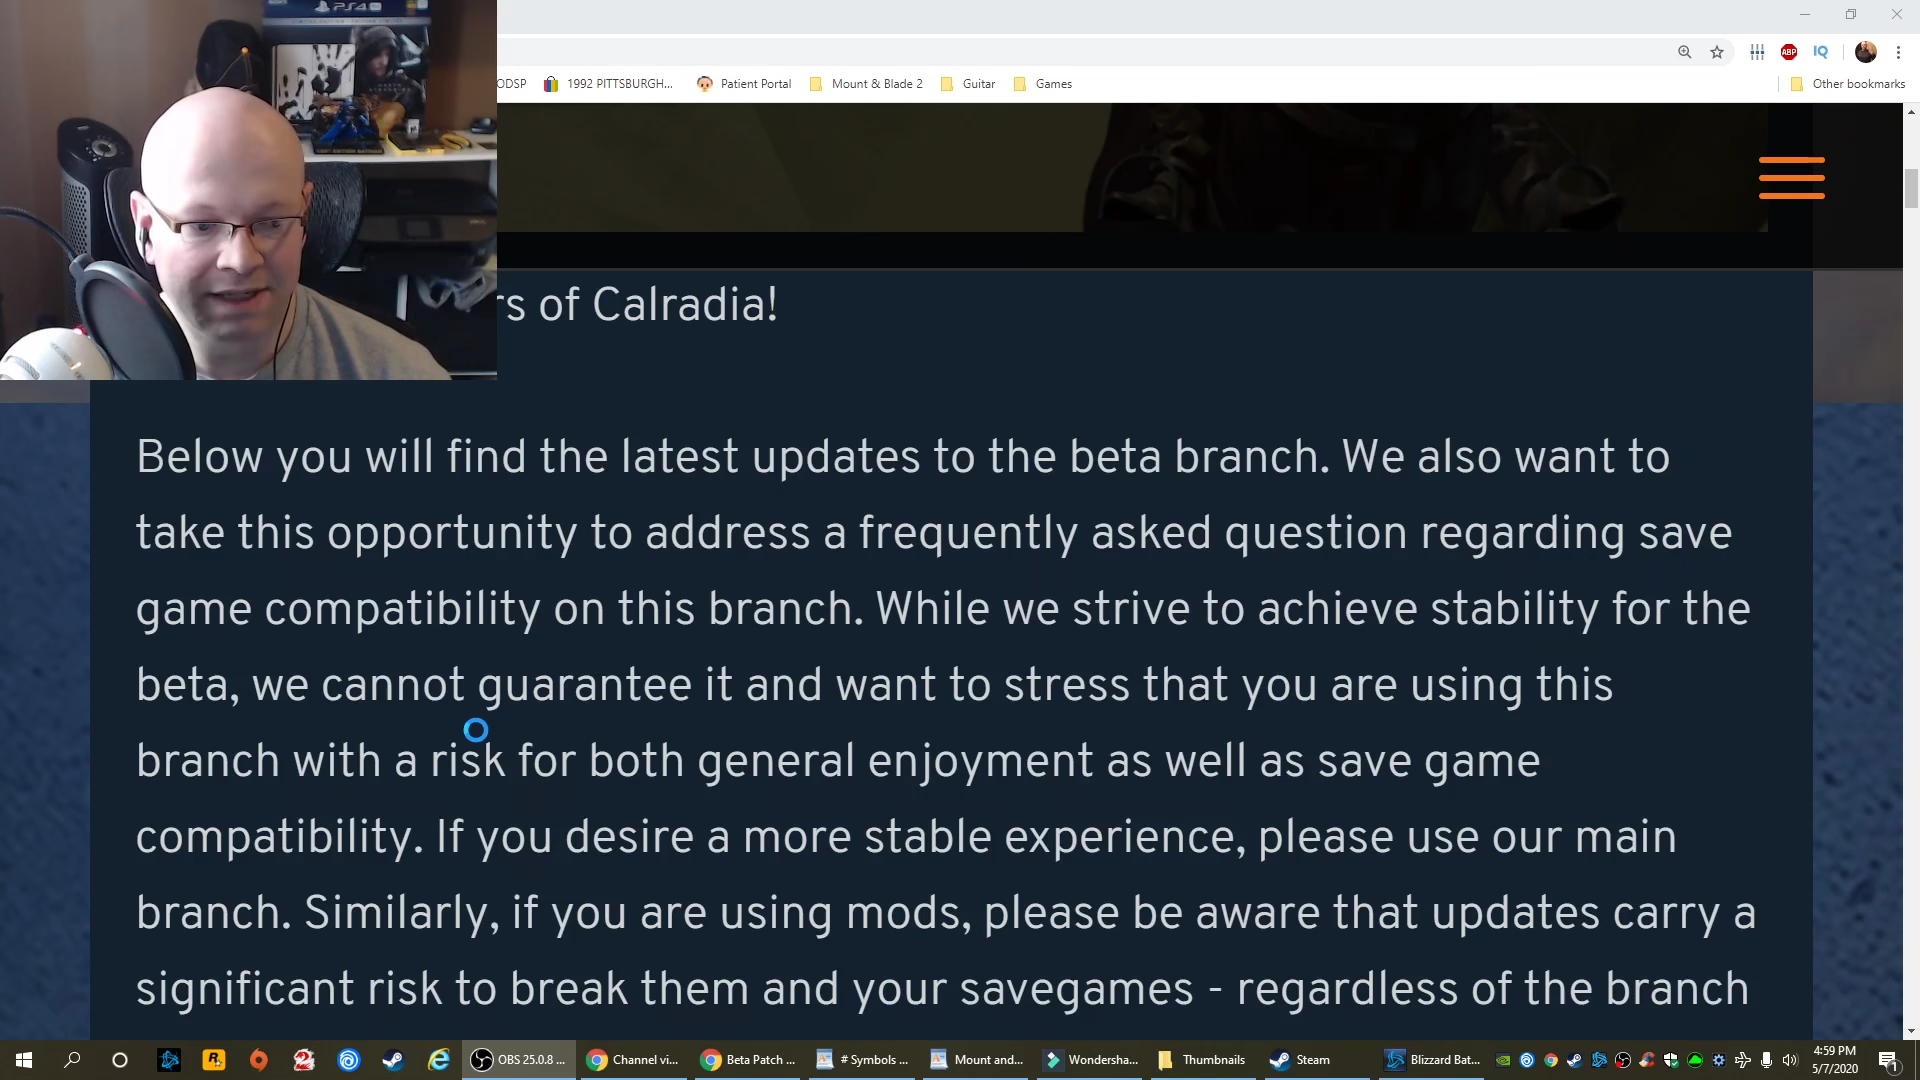 PS4 PRO
ODSP
1992 PITTSBURGH...
Patient Portal
Mount & Blade 2
Guitar
Games
Other bookmarks
ABP
IQ
rs of Calradia!
Below you will find the latest updates to the beta branch. We also want to
take this opportunity to address a frequently asked question regarding save
game compatibility on this branch. While we strive to achieve stability for the
beta, we cannot guarantee it and want to stress that you are using this
branch with a risk for both general enjoyment as well as save game
compatibility. If you desire a more stable experience, please use our main
branch. Similarly, if you are using mods, please be aware that updates carry a
significant risk to break them and your savegames - regardless of the branch
OBS 25.0.8 ...
Channel vi...
Beta Patch ...
# Symbols ...
Mount and...
Wondersha...
Thumbnails
Steam
Blizzard Bat...
4:59 PM
5/7/2020
1